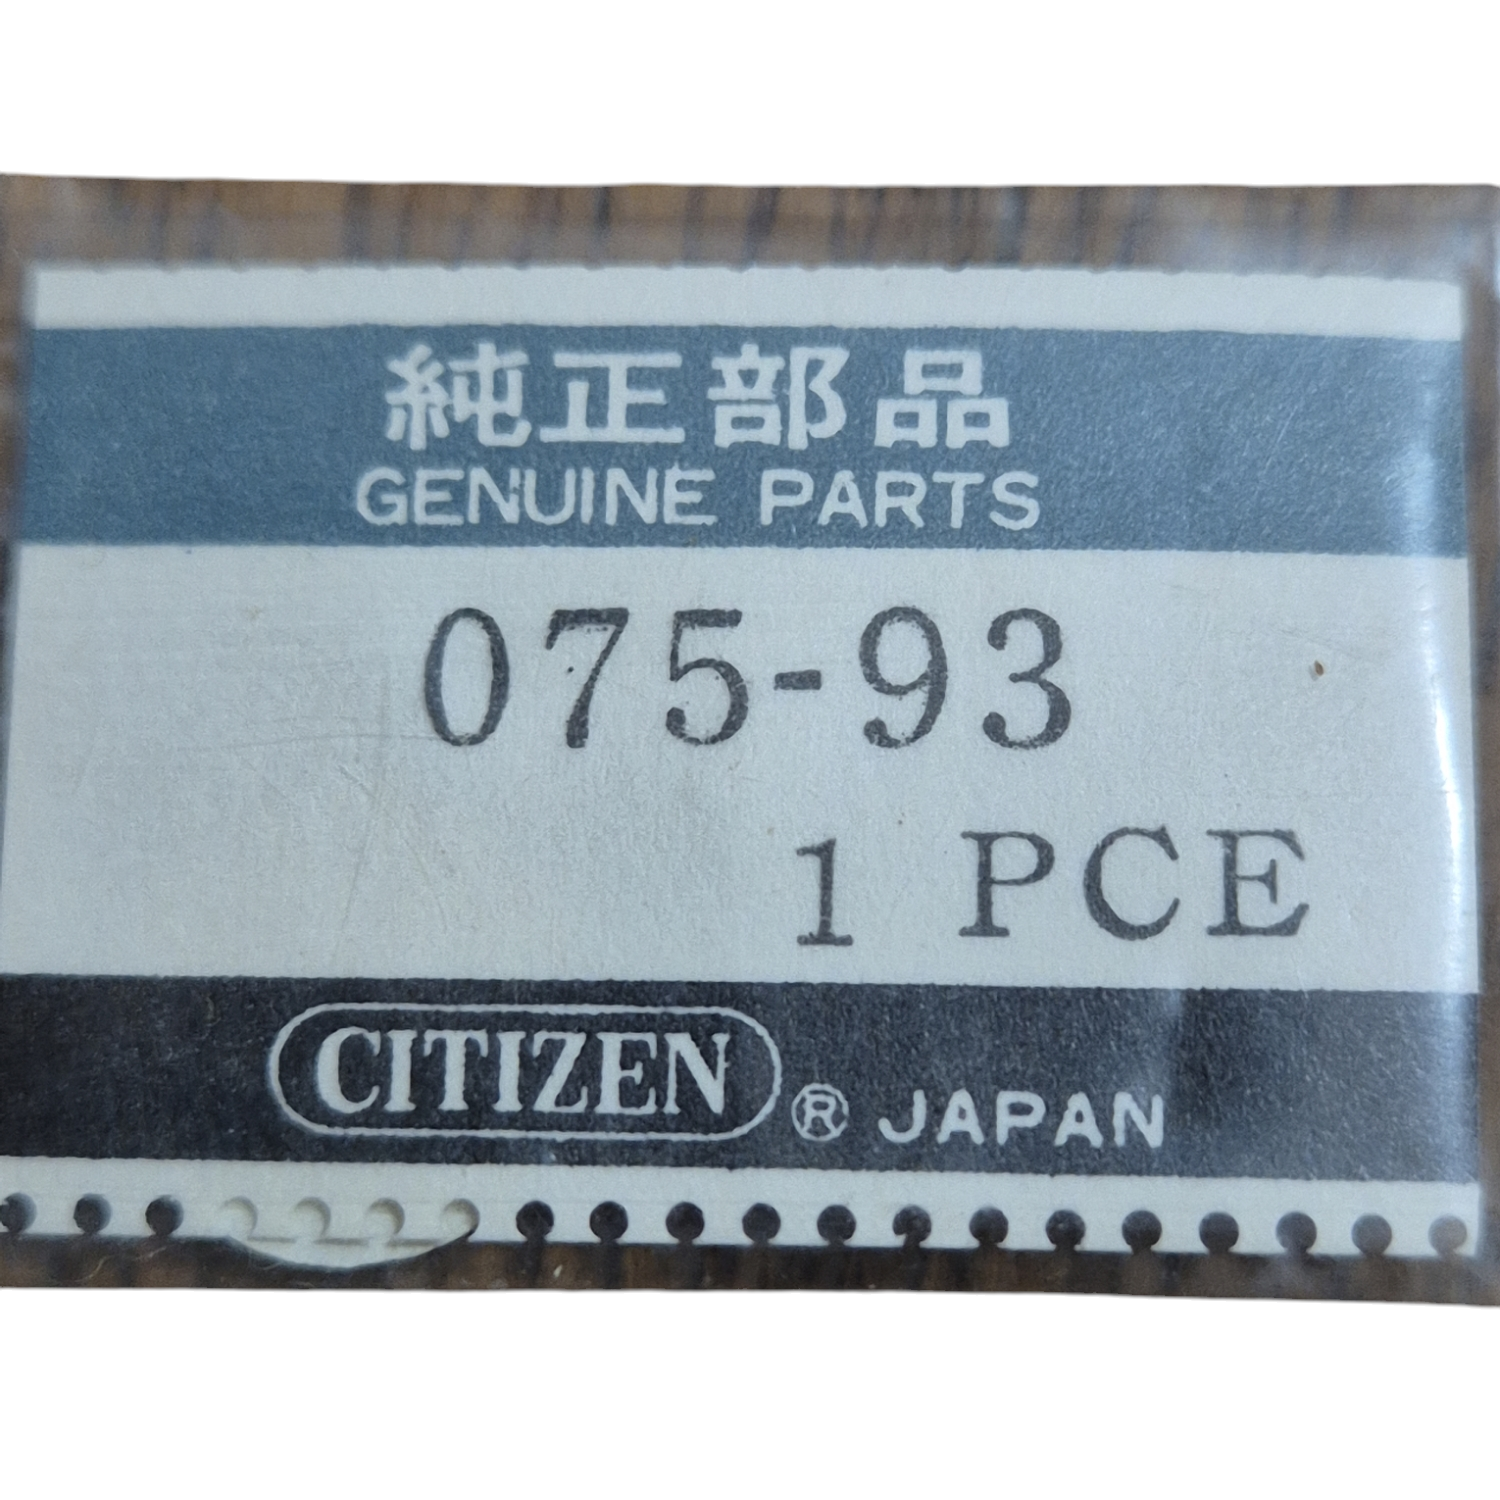 純正部品
GENUINE PARTS
075-93
1 PCE
CITIZEN ® JAPAN